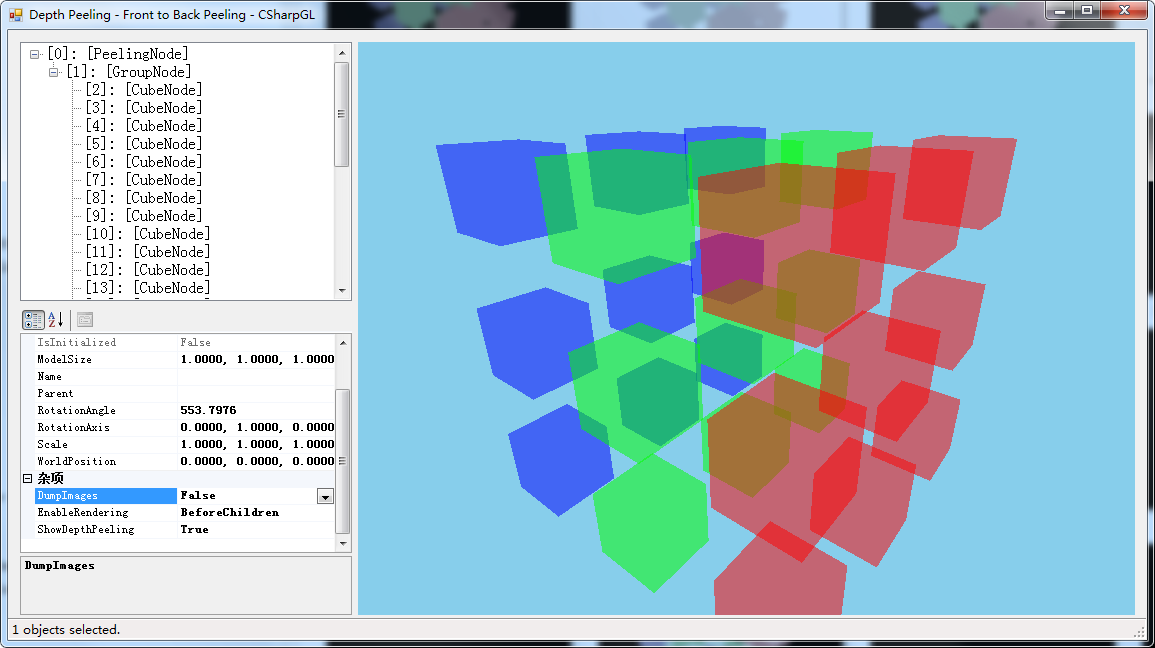 Depth Peeling - Front to Back Peeling - CSharpGL
[0]: [PeelingNode]
[1]: [GroupNode]
[2]: [CubeNode]
[3]: [CubeNode]
[4]: [CubeNode]
[5]: [CubeNode]
[6]: [CubeNode]
[7]: [CubeNode]
[8]: [CubeNode]
[9]: [CubeNode]
[10]: [CubeNode]
[11]: [CubeNode]
[12]: [CubeNode]
[13]: [CubeNode]
IsInitialized False
ModelSize 1.0000, 1.0000, 1.0000
Name
Parent
RotationAngle 553.7976
RotationAxis 0.0000, 1.0000, 0.0000
Scale 1.0000, 1.0000, 1.0000
WorldPosition 0.0000, 0.0000, 0.0000
杂项
DumpImages False
EnableRendering BeforeChildren
ShowDepthPeeling True
DumpImages
1 objects selected.